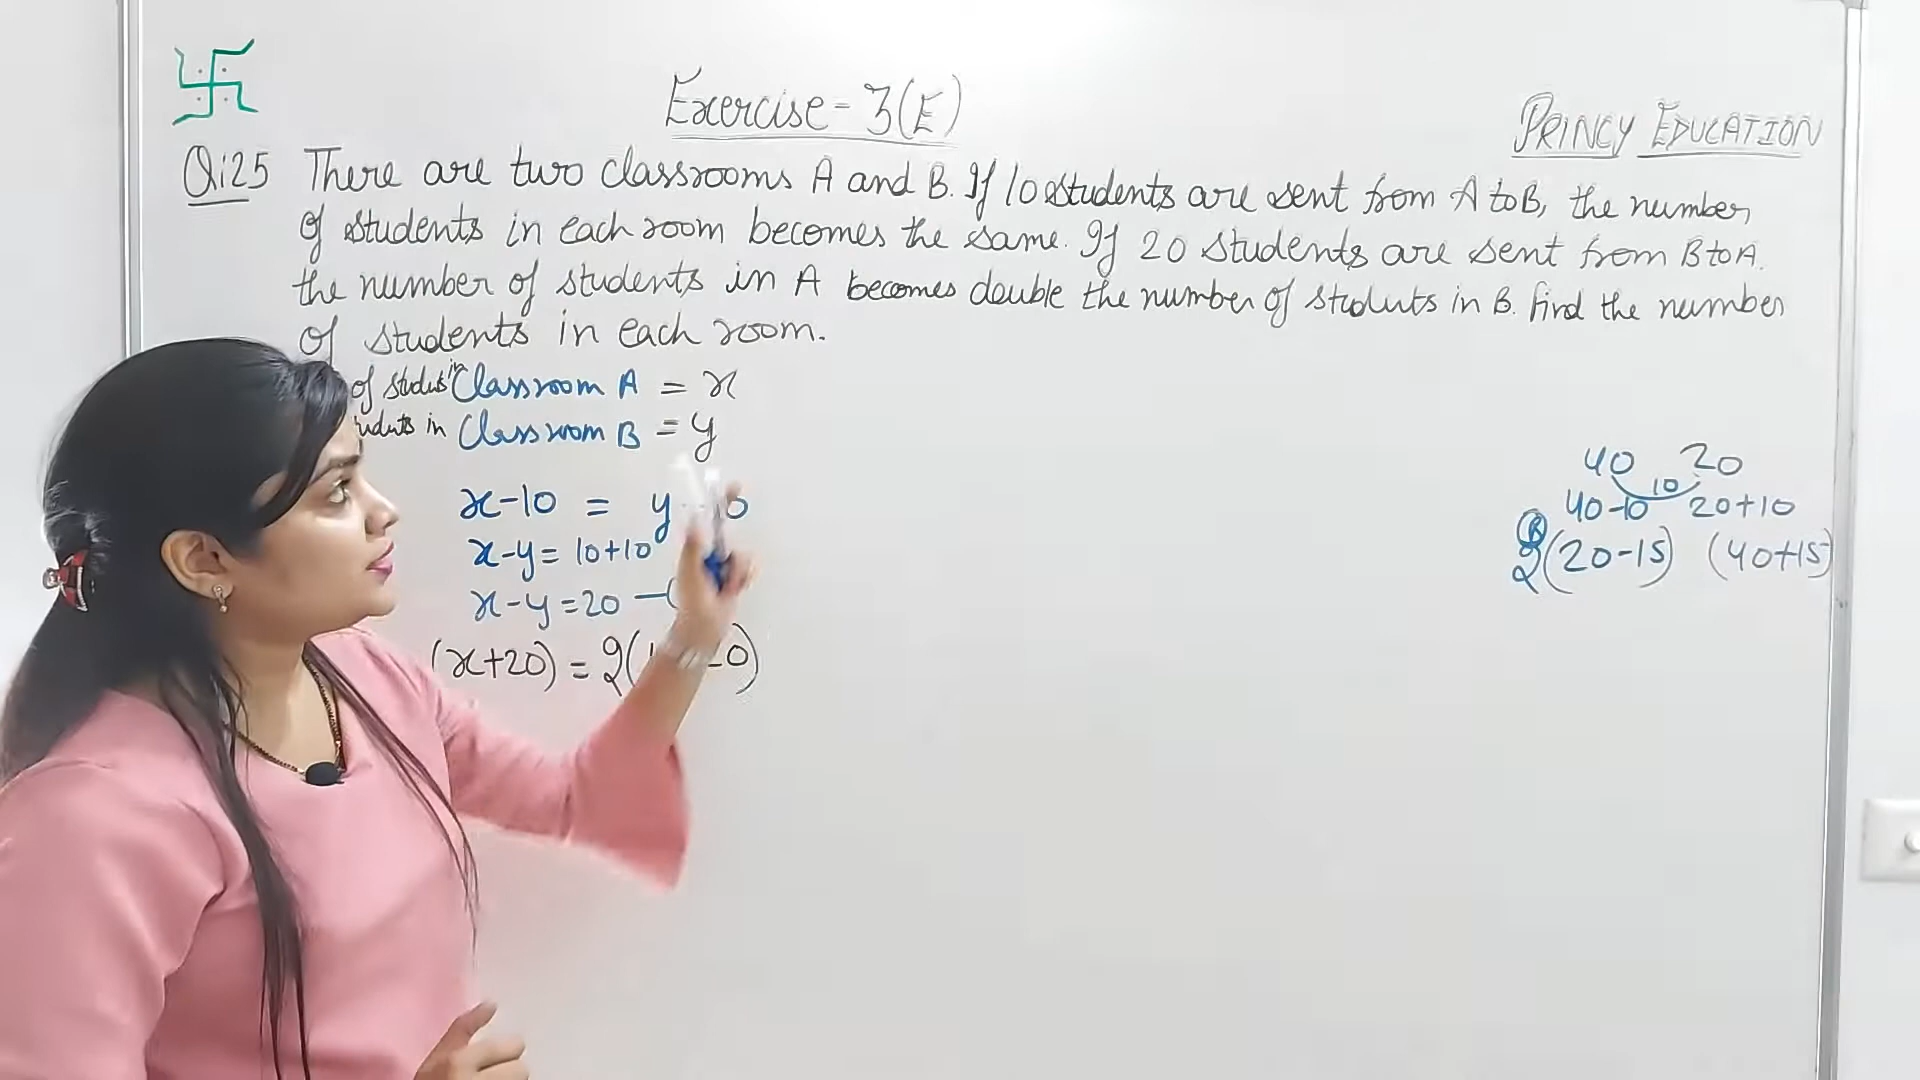 Exercise - 3(E)
PRINCY EDUCATION
Q:25 There are two classrooms A and B. If 10 students are sent from A to B, the number
of students in each room becomes the same. If 20 students are sent from B to A.
the number of students in A becomes double the number of students in B. find the number
of students in each room.
of studuts in Classroom A = x
in Classroom B = y
x-10 = y
x-y = 10+10
x-y = 20
(x+20) = 2(
40 20
10
40-10 20+10
B
2(20-15) (40+15)